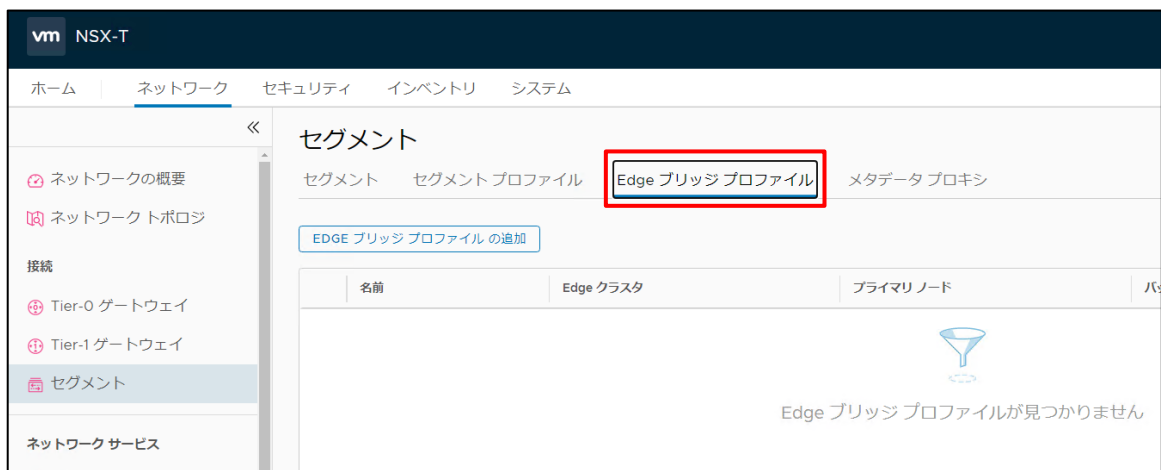 vm NSX-T
ホーム ネットワーク セキュリティ インベントリ システム
セグメント
セグメント セグメント プロファイル Edge ブリッジ プロファイル メタデータ プロキシ
ネットワークの概要
ネットワーク トポロジ
接続
Tier-0 ゲートウェイ
Tier-1 ゲートウェイ
セグメント
ネットワーク サービス
EDGE ブリッジ プロファイル の追加
名前 Edge クラスタ プライマリ ノード
Edge ブリッジ プロファイルが見つかりません